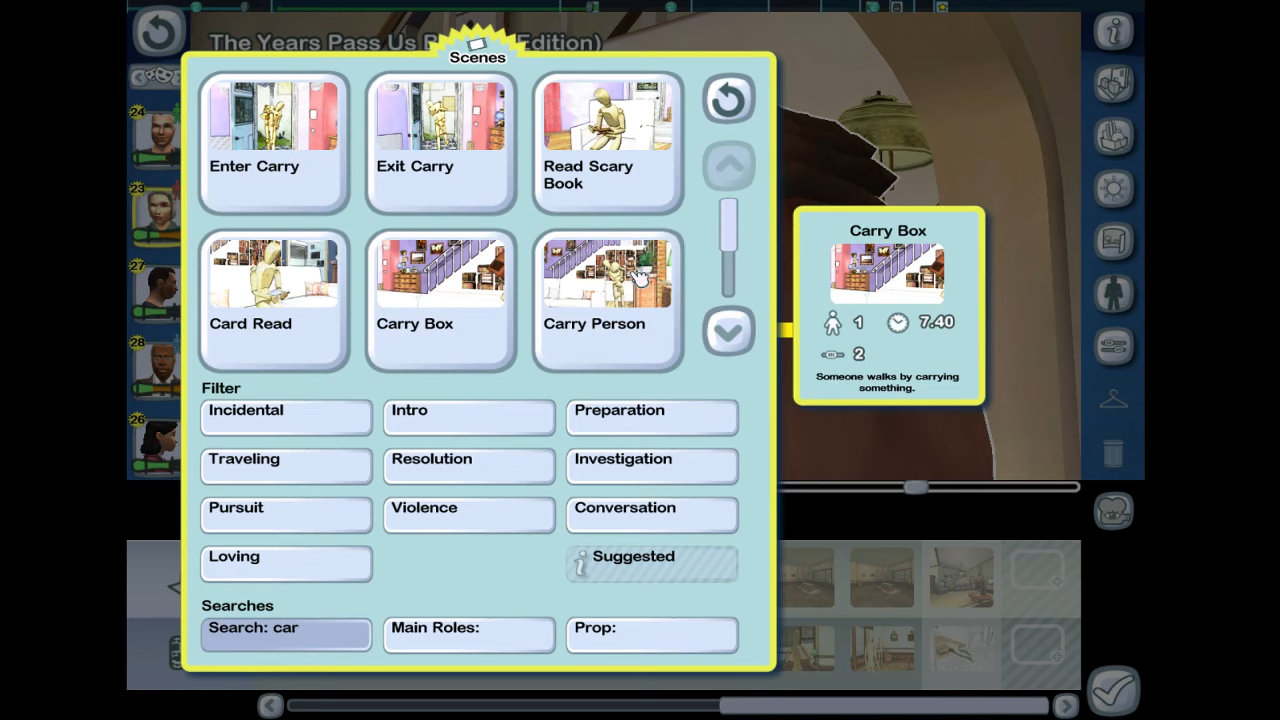 The Years Pass Us
Edition)
Scenes
Enter Carry
Exit Carry
Read Scary
Book
Card Read
Carry Box
Carry Person
Carry Box
1
7.40
2
Someone walks by carrying
something.
24
23
27
28
26
Filter
Incidental
Intro
Preparation
Traveling
Resolution
Investigation
Pursuit
Violence
Conversation
Loving
Suggested
Searches
Search: car
Main Roles:
Prop: